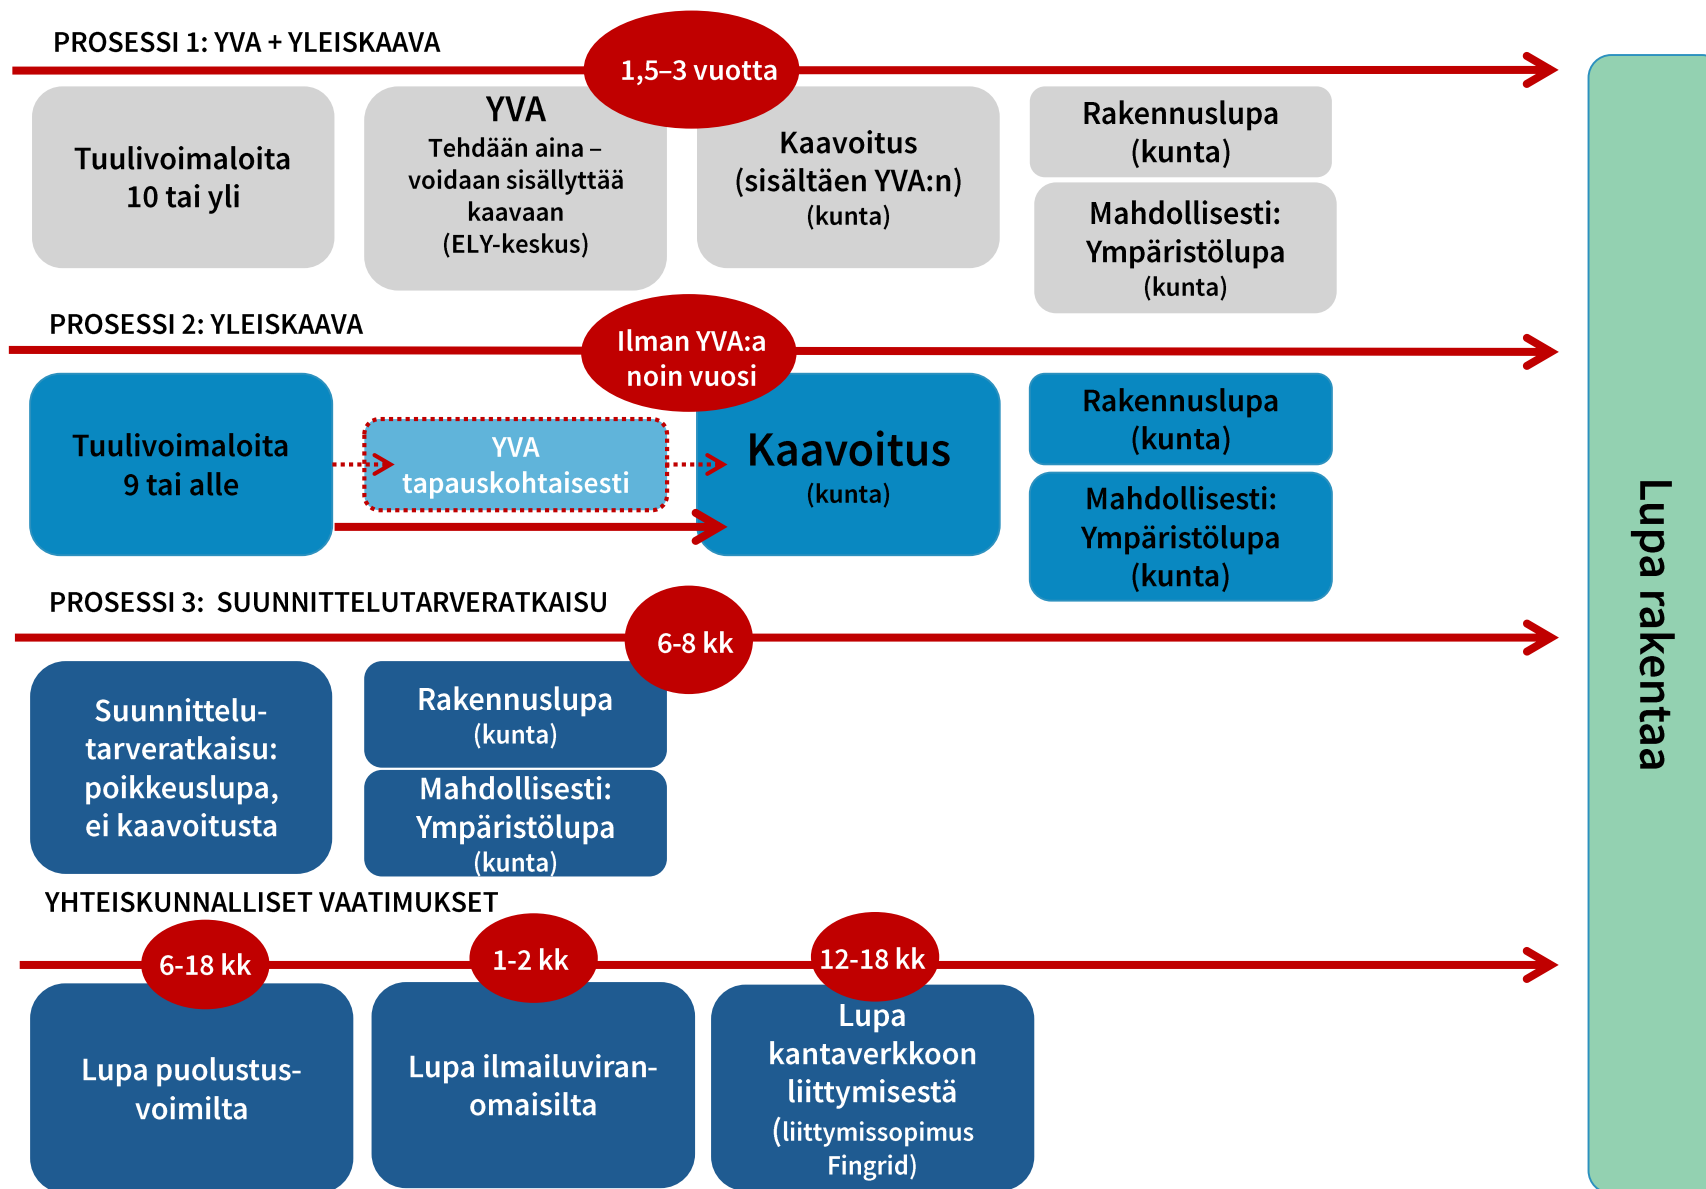 PROSESSI 1: YVA + YLEISKAAVA
1,5–3 vuotta
Tuulivoimaloita
10 tai yli
YVA
Tehdään aina –
voidaan sisällyttää
kaavaan
(ELY-keskus)
Kaavoitus
(sisältäen YVA:n)
(kunta)
Rakennuslupa
(kunta)
Mahdollisesti:
Ympäristölupa
(kunta)
PROSESSI 2: YLEISKAAVA
Ilman YVA:a
noin vuosi
Tuulivoimaloita
9 tai alle
YVA
tapauskohtaisesti
Kaavoitus
(kunta)
Rakennuslupa
(kunta)
Mahdollisesti:
Ympäristölupa
(kunta)
PROSESSI 3: SUUNNITTELUTARVERATKAISU
6-8 kk
Suunnittelu-
tarveratkaisu:
poikkeuslupa,
ei kaavoitusta
Rakennuslupa
(kunta)
Mahdollisesti:
Ympäristölupa
(kunta)
YHTEISKUNNALLISET VAATIMUKSET
6-18 kk
1-2 kk
12-18 kk
Lupa puolustus-
voimilta
Lupa ilmailuviran-
omaisilta
Lupa
kantaverkkoon
liittymisestä
(liittymissopimus
Fingrid)
Lupa rakentaa